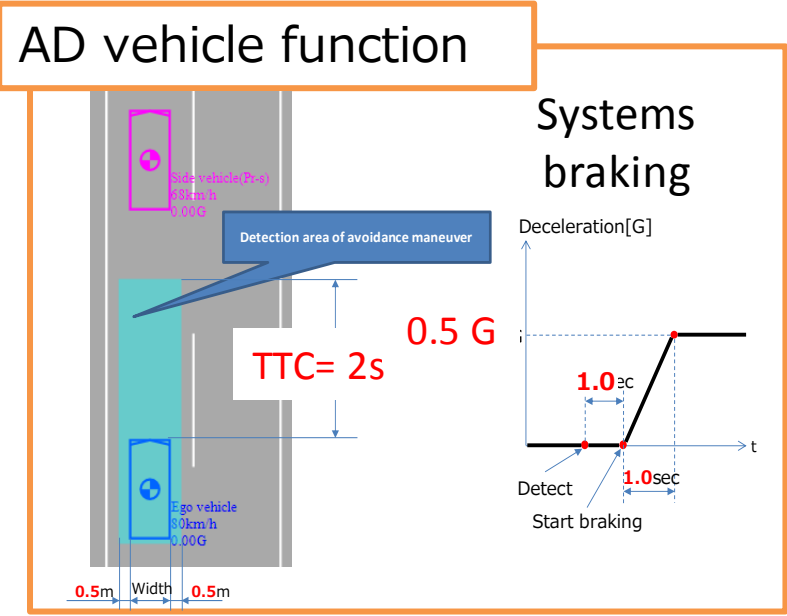 AD vehicle function
Systems
braking
Side vehicle(Pr-s)
68km/h
0.00G
Detection area of avoidance maneuver
TTC= 2s
Ego vehicle
80km/h
0.00G
0.5m
Width
0.5m
Deceleration[G]
0.5 G
1.0
t
1.0sec
Detect
Start braking